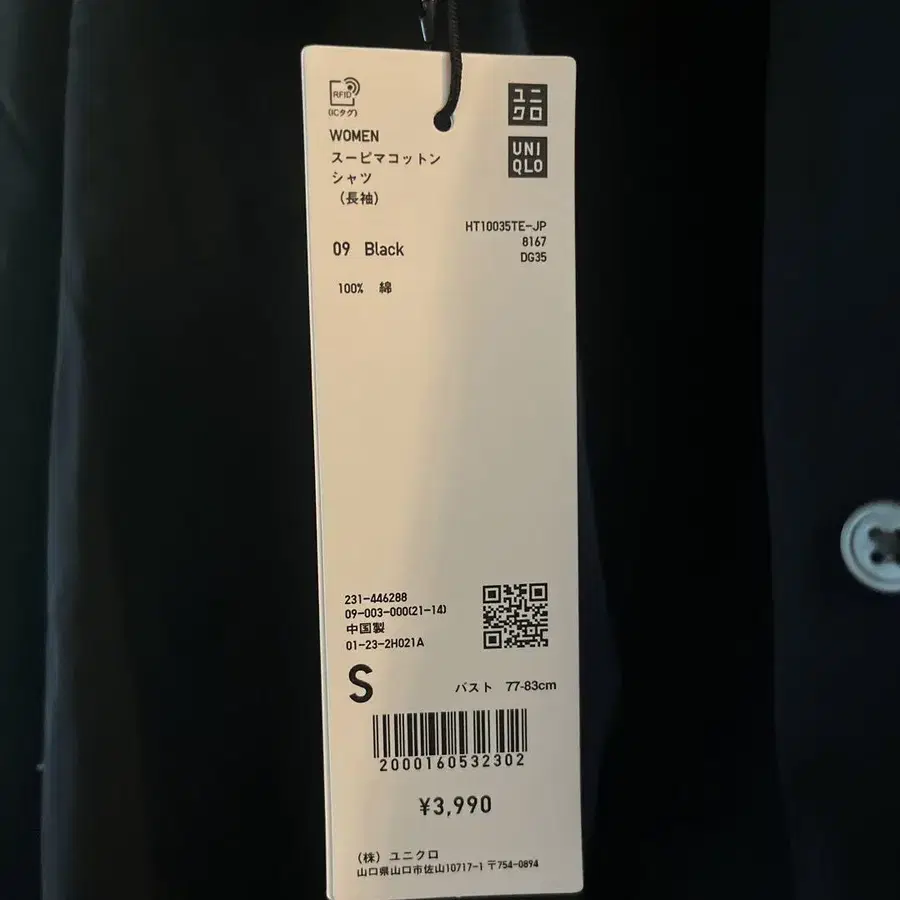 RFID
(ICタグ)
ユニ
クロ
UNI
QLO
WOMEN
スーピマコットン
シャツ
(長袖)
HT10035TE-JP
8167
DG35
09 Black
100% 綿
231-446288
09-003-000(21-14)
中国製
01-23-2H021A
S
バスト 77-83cm
2000160532302
¥3,990
(株)ユニクロ
山口県山口市佐山10717-1 〒754-0894